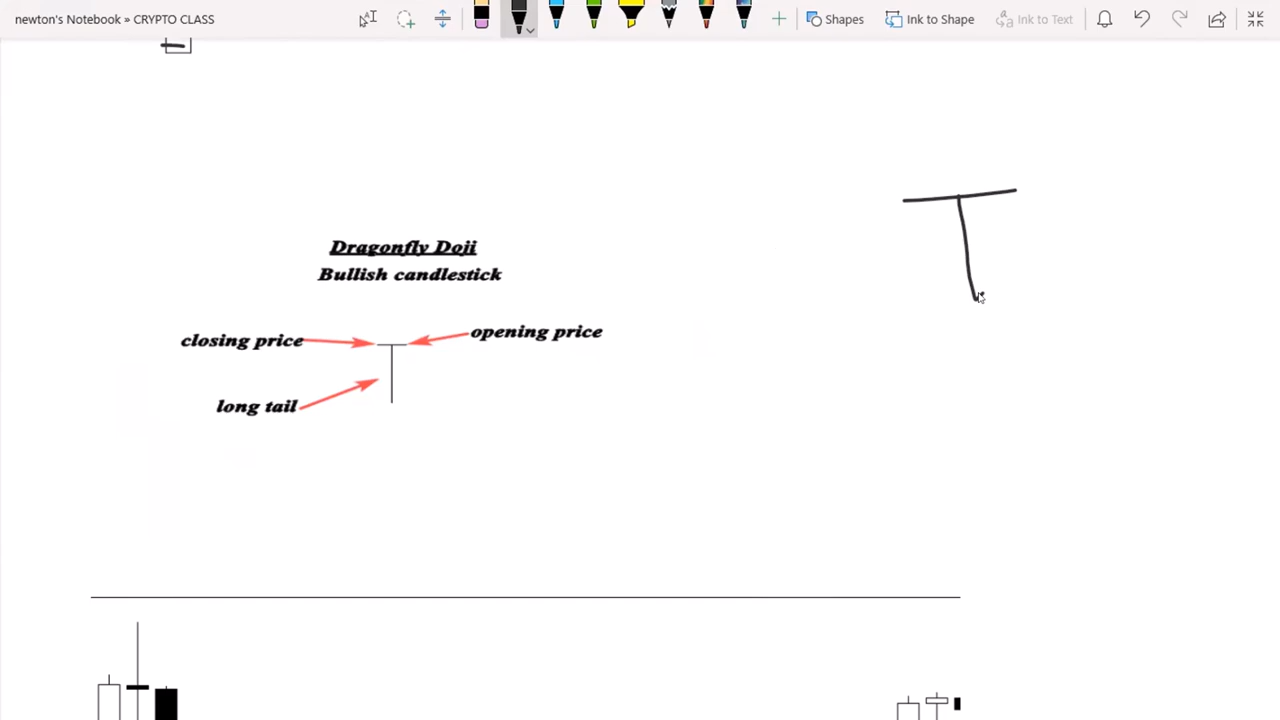 newton's Notebook » CRYPTO CLASS
Shapes
Ink to Shape
Ink to Text
Dragonfly Doji
Bullish candlestick
closing price
opening price
long tail